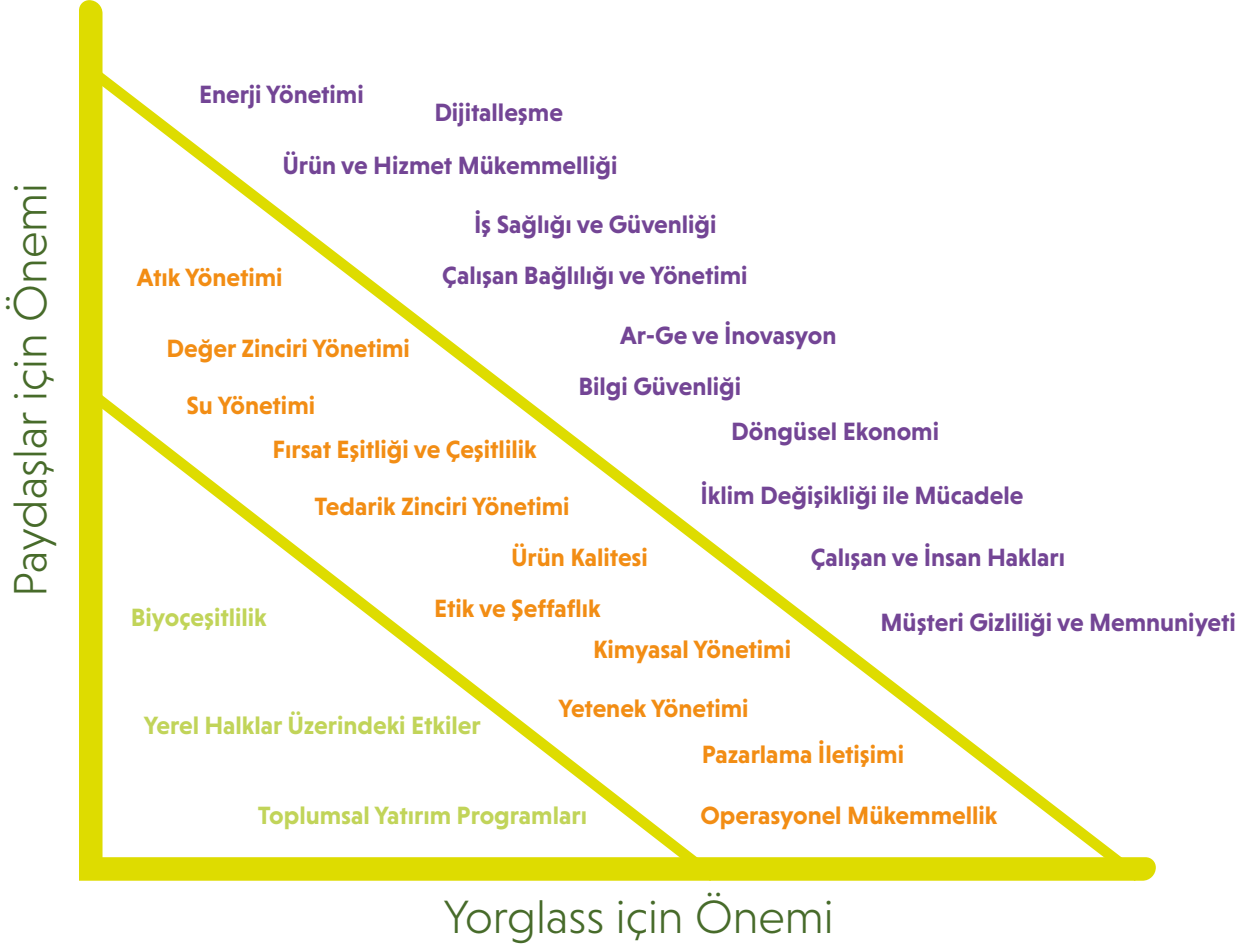 Paydaşlar için Önemi
Enerji Yönetimi
Dijitalleşme
Ürün ve Hizmet Mükemmelliği
İş Sağlığı ve Güvenliği
Atık Yönetimi
Çalışan Bağlılığı ve Yönetimi
Ar-Ge ve İnovasyon
Değer Zinciri Yönetimi
Bilgi Güvenliği
Su Yönetimi
Döngüsel Ekonomi
Fırsat Eşitliği ve Çeşitlilik
İklim Değişikliği ile Mücadele
Tedarik Zinciri Yönetimi
Ürün Kalitesi
Çalışan ve İnsan Hakları
Etik ve Şeffaflık
Biyoçeşitlilik
Müşteri Gizliliği ve Memnuniyeti
Kimyasal Yönetimi
Yetenek Yönetimi
Yerel Halklar Üzerindeki Etkiler
Pazarlama İletişimi
Toplumsal Yatırım Programları
Operasyonel Mükemmellik
Yorglass için Önemi